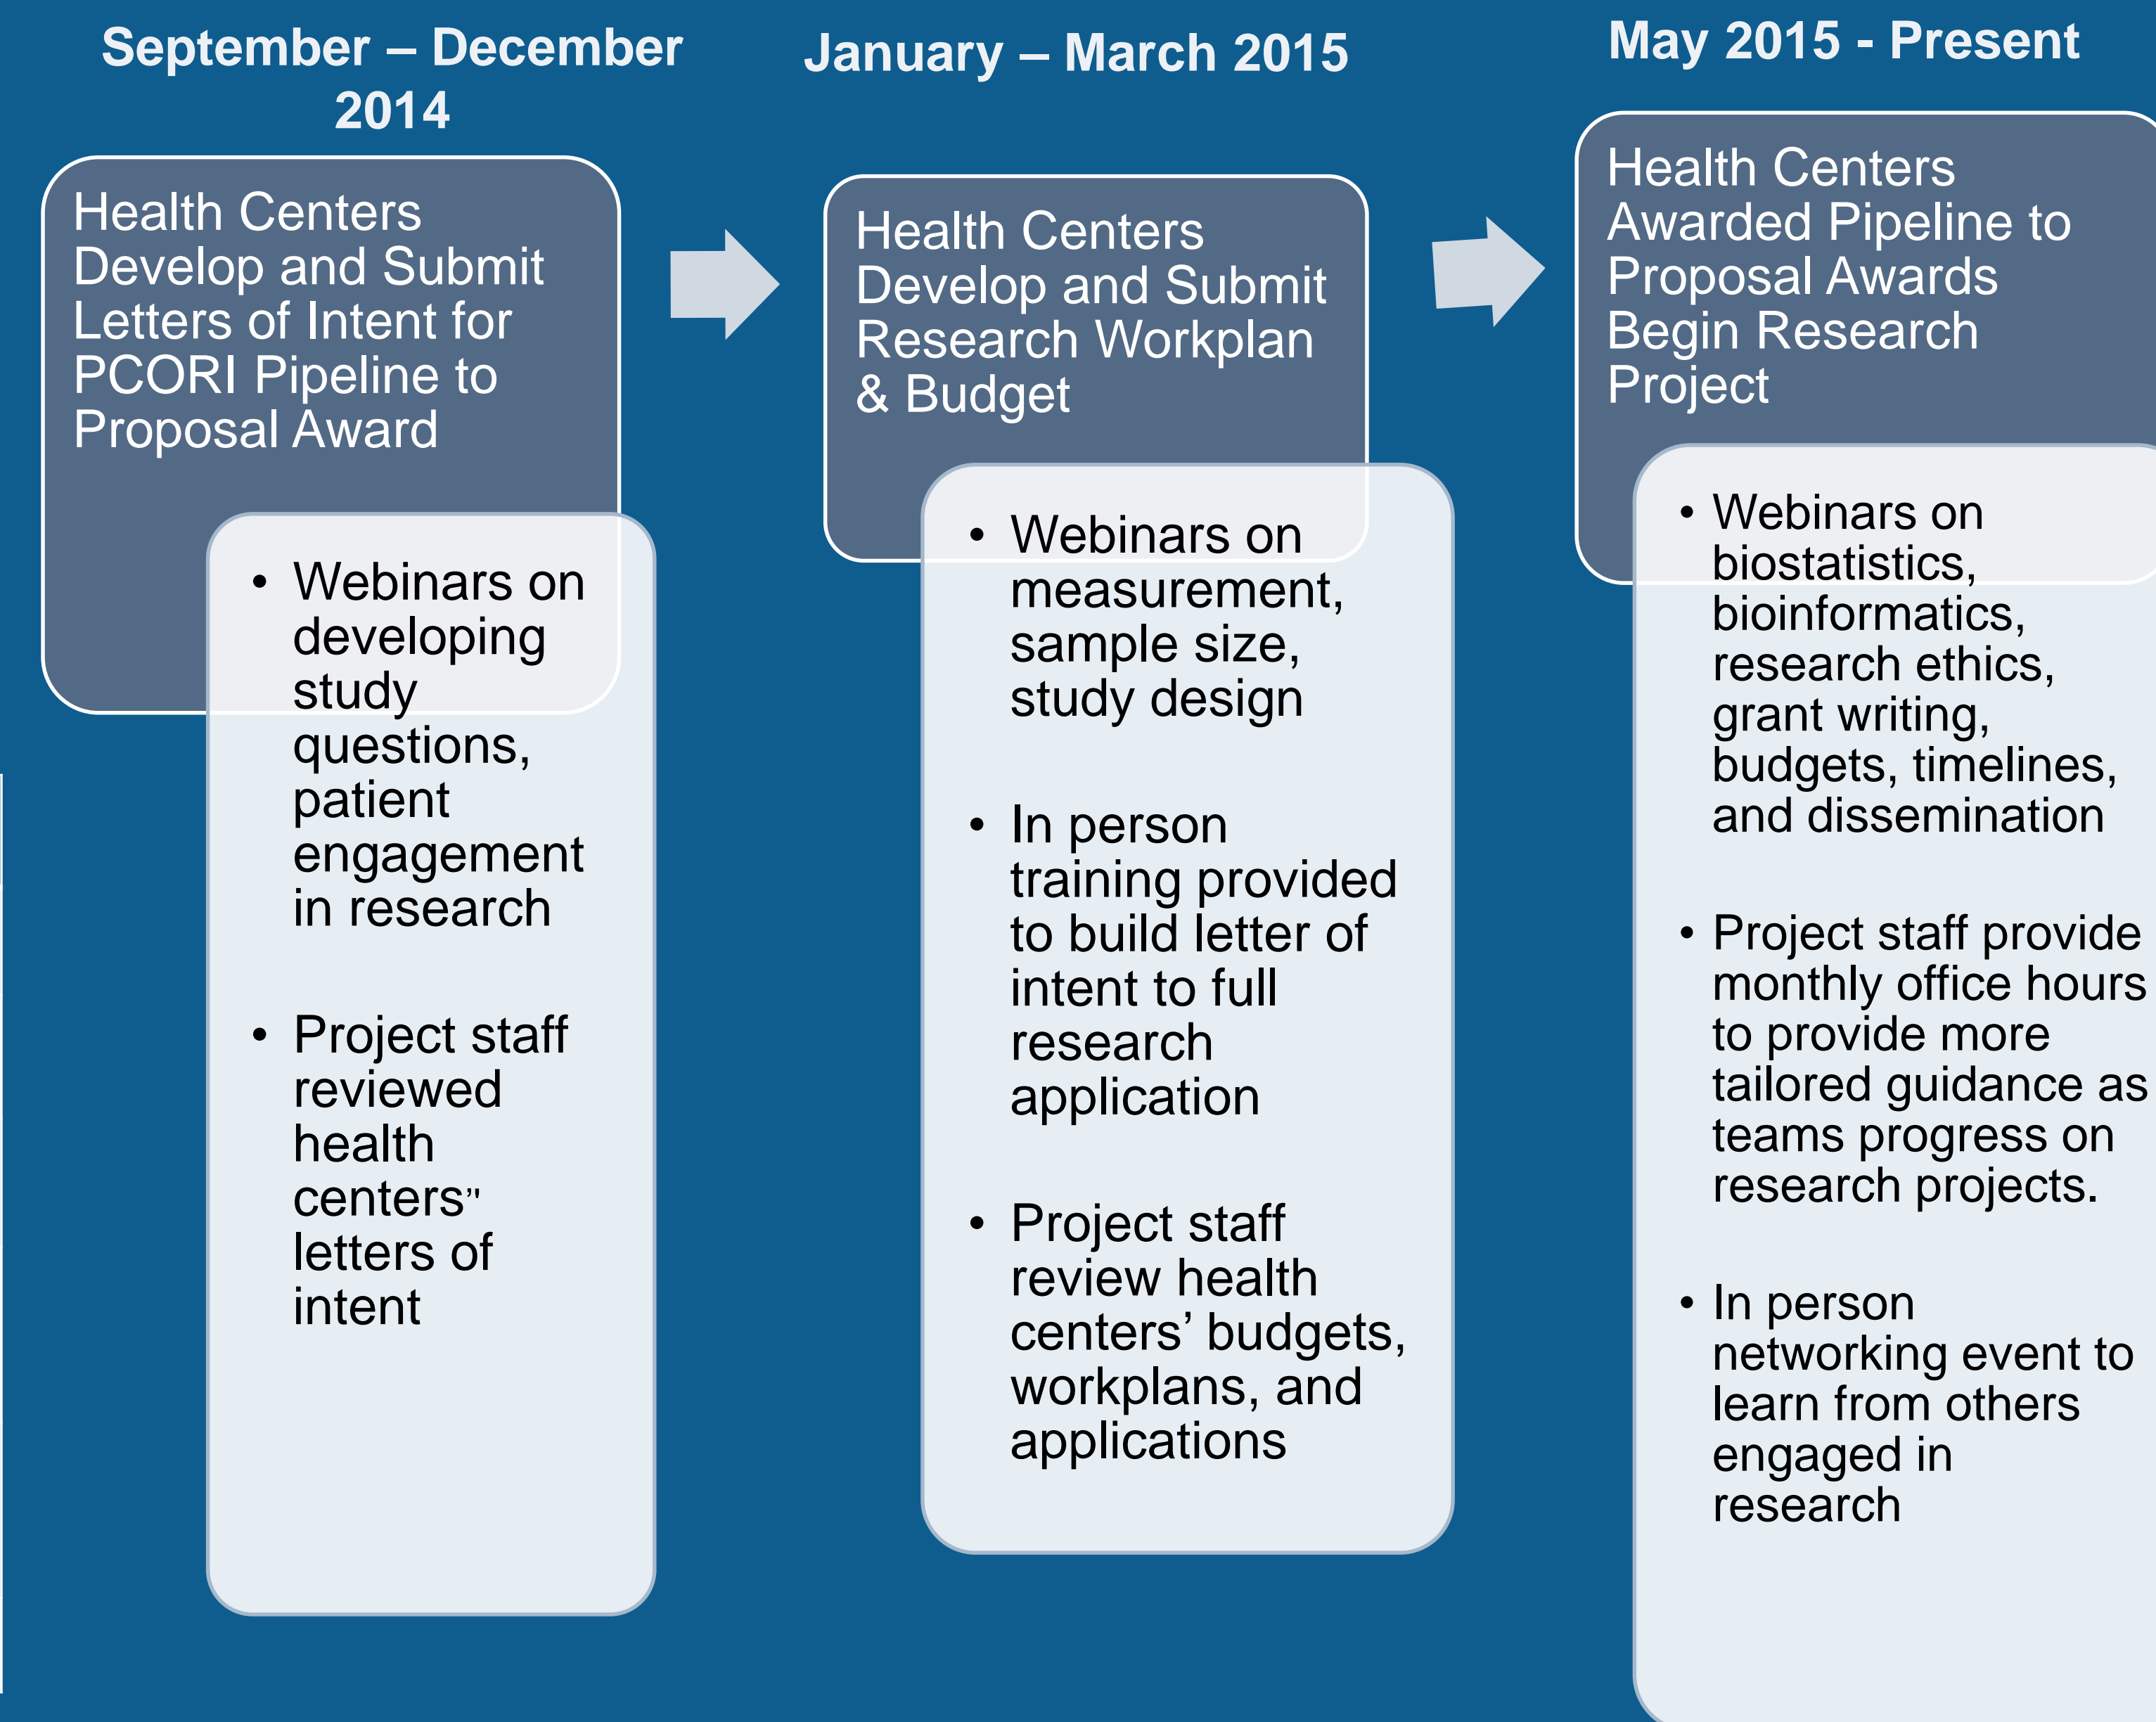 September – December
2014
Health Centers
Develop and Submit
Letters of Intent for
PCORI Pipeline to
Proposal Award
• Webinars on
developing
study
questions,
patient
engagement
in research
• Project staff
reviewed
health
centers’'
letters of
intent
January – March 2015
Health Centers
Develop and Submit
Research Workplan
& Budget
• Webinars on
measurement,
sample size,
study design
• In person
training provided
to build letter of
intent to full
research
application
• Project staff
review health
centers’ budgets,
workplans, and
applications
May 2015 - Present
Health Centers
Awarded Pipeline to
Proposal Awards
Begin Research
Project
• Webinars on
biostatistics,
bioinformatics,
research ethics,
grant writing,
budgets, timelines,
and dissemination
• Project staff provide
monthly office hours
to provide more
tailored guidance as
teams progress on
research projects.
• In person
networking event to
learn from others
engaged in
research